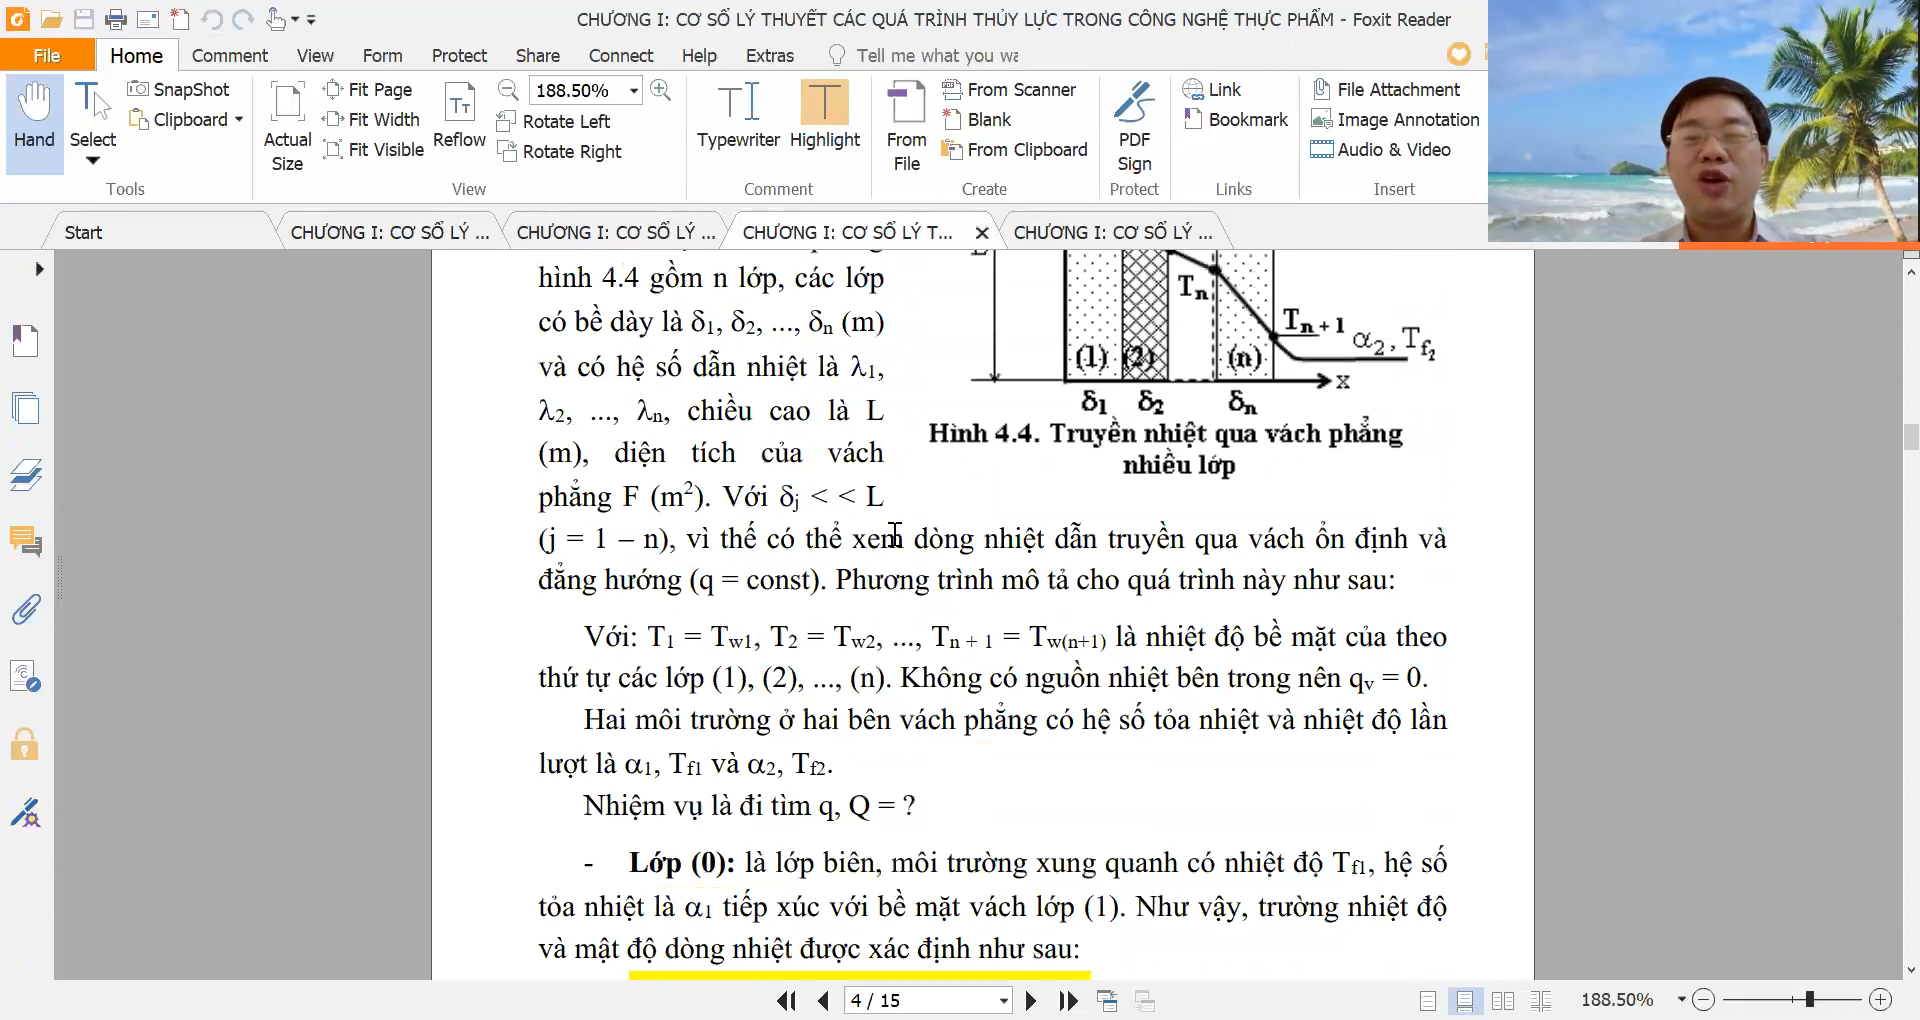 CHƯƠNG I: CƠ SỞ LÝ THUYẾT CÁC QUÁ TRÌNH THỦY LỰC TRONG CÔNG NGHỆ THỰC PHẨM - Foxit Reader
File Home Comment View Form Protect Share Connect Help Extras Tell me what you wa
Hand
Select
SnapShot
Clipboard
Actual Size
Fit Page
Fit Width
Fit Visible
Reflow
188.50%
Rotate Left
Rotate Right
Typewriter
Highlight
From File
From Scanner
Blank
From Clipboard
PDF Sign
Link
Bookmark
File Attachment
Image Annotation
Audio & Video
Tools View Comment Create Protect Links Insert
Start CHƯƠNG I: CƠ SỞ LÝ ... CHƯƠNG I: CƠ SỞ LÝ ... CHƯƠNG I: CƠ SỞ LÝ T... CHƯƠNG I: CƠ SỞ LÝ ...
hình 4.4 gồm n lớp, các lớp
có bề dày là δ1, δ2, ..., δn (m)
và có hệ số dẫn nhiệt là λ1,
λ2, ..., λn, chiều cao là L
(m), diện tích của vách
phẳng F (m²). Với δj < < L
Tn
Tn+1
α2, Tf2
(1) (2) (n)
x
δ1 δ2 δn
Hình 4.4. Truyền nhiệt qua vách phẳng
nhiều lớp
(j = 1 – n), vì thế có thể xem dòng nhiệt dẫn truyền qua vách ổn định và
đẳng hướng (q = const). Phương trình mô tả cho quá trình này như sau:
Với: T1 = Tw1, T2 = Tw2, ..., Tn + 1 = Tw(n+1) là nhiệt độ bề mặt của theo
thứ tự các lớp (1), (2), ..., (n). Không có nguồn nhiệt bên trong nên qv = 0.
Hai môi trường ở hai bên vách phẳng có hệ số tỏa nhiệt và nhiệt độ lần
lượt là α1, Tf1 và α2, Tf2.
Nhiệm vụ là đi tìm q, Q = ?
- Lớp (0): là lớp biên, môi trường xung quanh có nhiệt độ Tf1, hệ số
tỏa nhiệt là α1 tiếp xúc với bề mặt vách lớp (1). Như vậy, trường nhiệt độ
và mật độ dòng nhiệt được xác định như sau:
4 / 15
188.50%